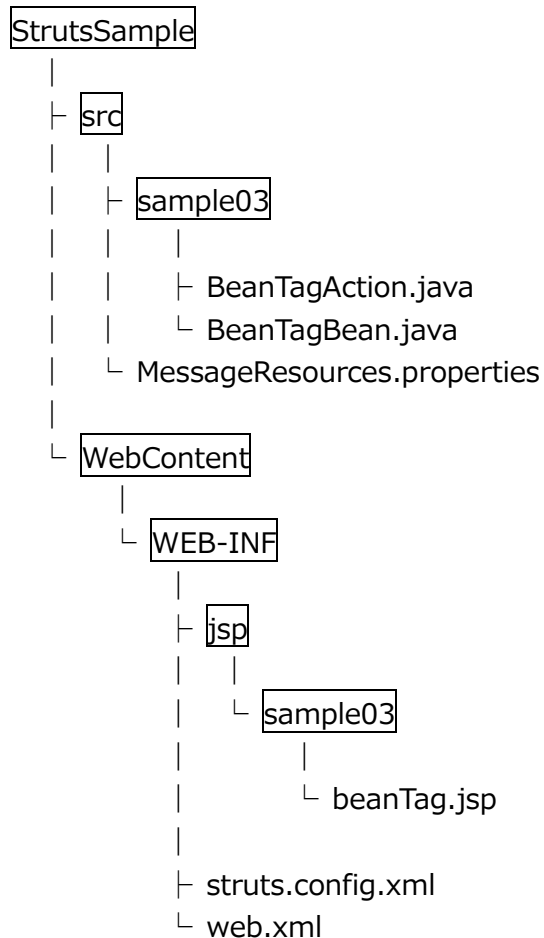 StrutsSample
src
sample03
BeanTagAction.java
BeanTagBean.java
MessageResources.properties
WebContent
WEB-INF
jsp
sample03
beanTag.jsp
struts.config.xml
web.xml